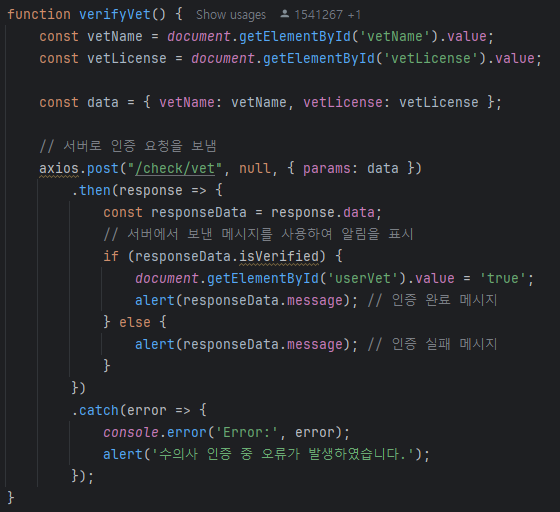 function verifyVet() { Show usages 1541267 +1
    const vetName = document.getElementById('vetName').value;
    const vetLicense = document.getElementById('vetLicense').value;

    const data = { vetName: vetName, vetLicense: vetLicense };

    // 서버로 인증 요청을 보냄
    axios.post("/check/vet", null, { params: data })
        .then(response => {
            const responseData = response.data;
            // 서버에서 보낸 메시지를 사용하여 알림을 표시
            if (responseData.isVerified) {
                document.getElementById('userVet').value = 'true';
                alert(responseData.message); // 인증 완료 메시지
            } else {
                alert(responseData.message); // 인증 실패 메시지
            }
        })
        .catch(error => {
            console.error('Error:', error);
            alert('수의사 인증 중 오류가 발생하였습니다.');
        });
}